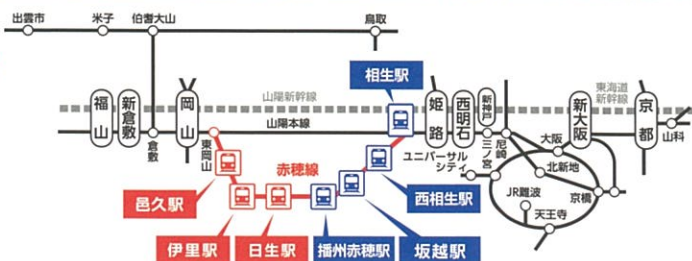 出雲市
米子
伯耆大山
鳥取
相生駅
山陽新幹線
東海道
新幹線
福山
新倉敷
岡山
姫路
西明石
新神戸
新大阪
京都
山陽本線
倉敷
東岡山
赤穂線
三ノ宮
尼崎
大阪
山科
ユニバーサル
シティ
北新地
JR難波
京橋
天王寺
西相生駅
邑久駅
伊里駅
日生駅
播州赤穂駅
坂越駅